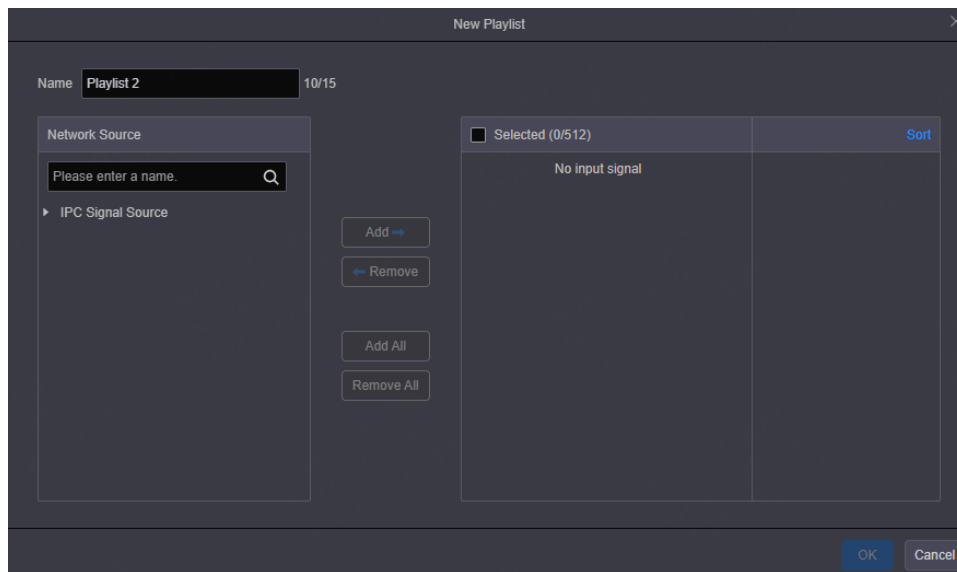 New Playlist
Name Playlist 2 10/15
Network Source
Please enter a name.
IPC Signal Source
Add
Remove
Add All
Remove All
Selected (0/512) Sort
No input signal
OK Cancel